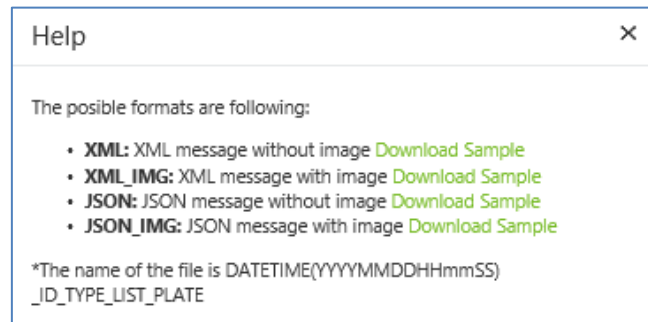 Help
The posible formats are following:
• XML: XML message without image Download Sample
• XML_IMG: XML message with image Download Sample
• JSON: JSON message without image Download Sample
• JSON_IMG: JSON message with image Download Sample
*The name of the file is DATETIME(YYYYMMDDHHmmSS)
_ID_TYPE_LIST_PLATE